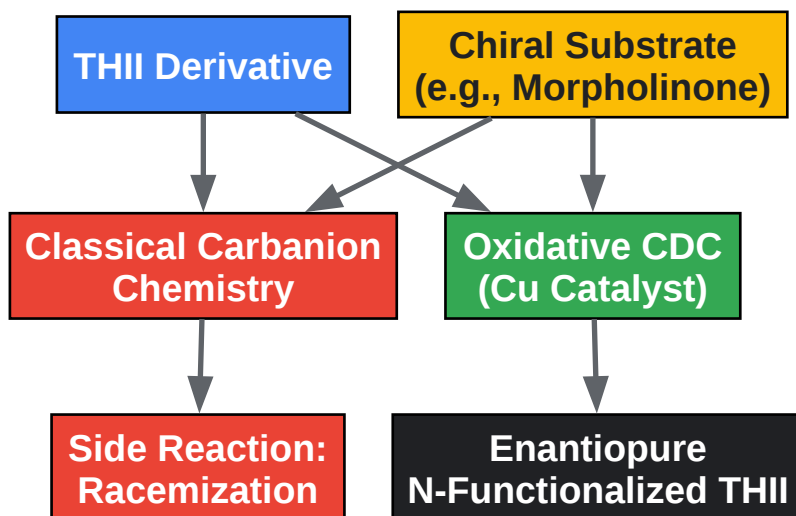 THII Derivative
Chiral Substrate
(e.g., Morpholinone)
Classical Carbanion
Chemistry
Oxidative CDC
(Cu Catalyst)
Side Reaction:
Racemization
Enantiopure
N-Functionalized THII